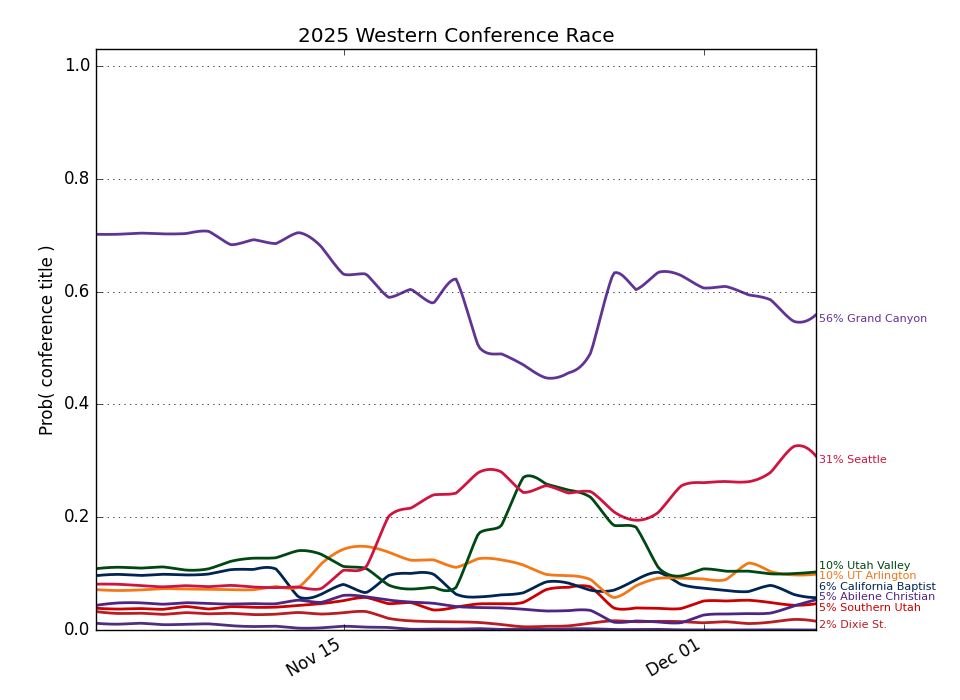 2025 Western Conference Race
Prob( conference title )
1.0
0.8
0.6
0.4
0.2
0.0
Nov 15
Dec 01
56% Grand Canyon
31% Seattle
10% Utah Valley
10% UT Arlington
6% California Baptist
5% Abilene Christian
5% Southern Utah
2% Dixie St.